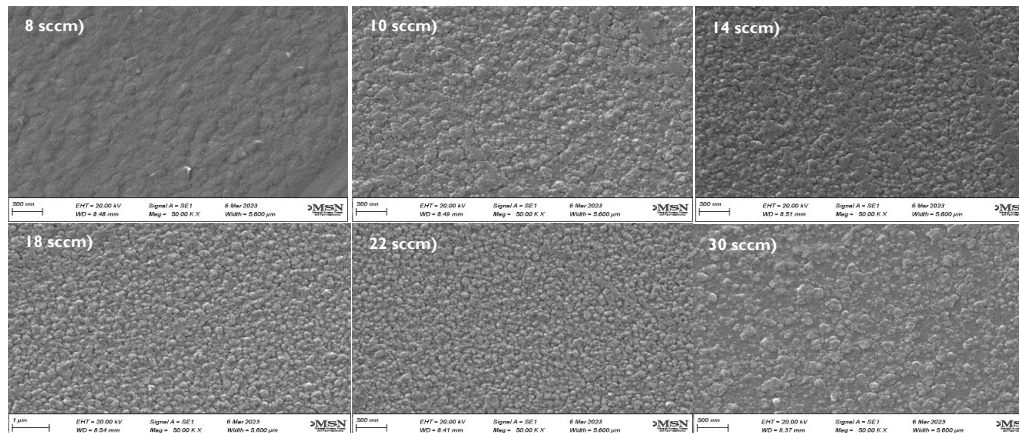 8 sccm)
500 nm
EHT = 20.00 kV Signal A = SE1 6 Mar 2023
WD = 8.48 mm Mag = 50.00 K X Width = 5.600 µm
MSN
10 sccm)
500 nm
EHT = 20.00 kV Signal A = SE1 6 Mar 2023
WD = 8.49 mm Mag = 50.00 K X Width = 5.600 µm
MSN
14 sccm)
500 nm
EHT = 20.00 kV Signal A = SE1 6 Mar 2023
WD = 8.51 mm Mag = 50.00 K X Width = 5.600 µm
MS
18 sccm)
1 µm
EHT = 20.00 kV Signal A = SE1 6 Mar 2023
WD = 8.54 mm Mag = 50.00 K X Width = 5.600 µm
MSN
22 sccm)
500 nm
EHT = 20.00 kV Signal A = SE1 6 Mar 2023
WD = 8.41 mm Mag = 50.00 K X Width = 5.600 µm
MSN
30 sccm)
500 nm
EHT = 20.00 kV Signal A = SE1 6 Mar 2023
WD = 8.37 mm Mag = 50.00 K X Width = 5.600 µm
MS